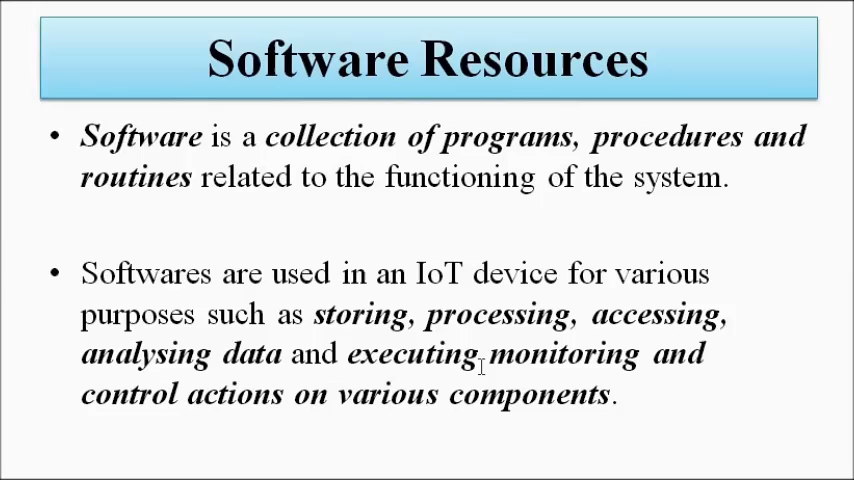 Software Resources
• Software is a collection of programs, procedures and
routines related to the functioning of the system.
• Softwares are used in an IoT device for various
purposes such as storing, processing, accessing,
analysing data and executing monitoring and
control actions on various components.